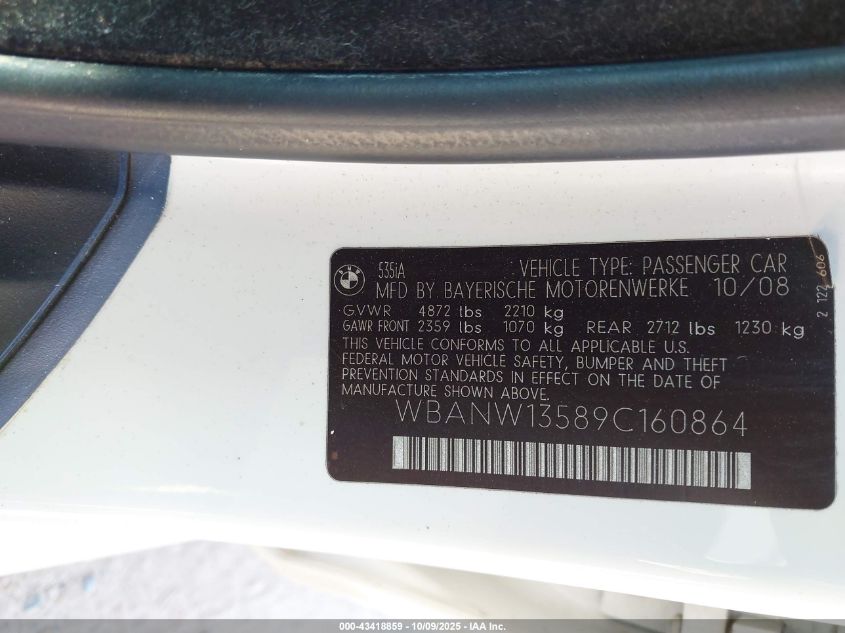 BMW
535iA VEHICLE TYPE: PASSENGER CAR
MFD BY BAYERISCHE MOTORENWERKE 10/08
GVWR 4872 lbs 2210 kg
GAWR FRONT 2359 lbs 1070 kg REAR 2712 lbs 1230 kg
THIS VEHICLE CONFORMS TO ALL APPLICABLE U.S.
FEDERAL MOTOR VEHICLE SAFETY, BUMPER AND THEFT
PREVENTION STANDARDS IN EFFECT ON THE DATE OF
MANUFACTURE SHOWN ABOVE.
WBANW13589C160864
2 122 606
000-43418859 - 10/09/2025 - IAA Inc.